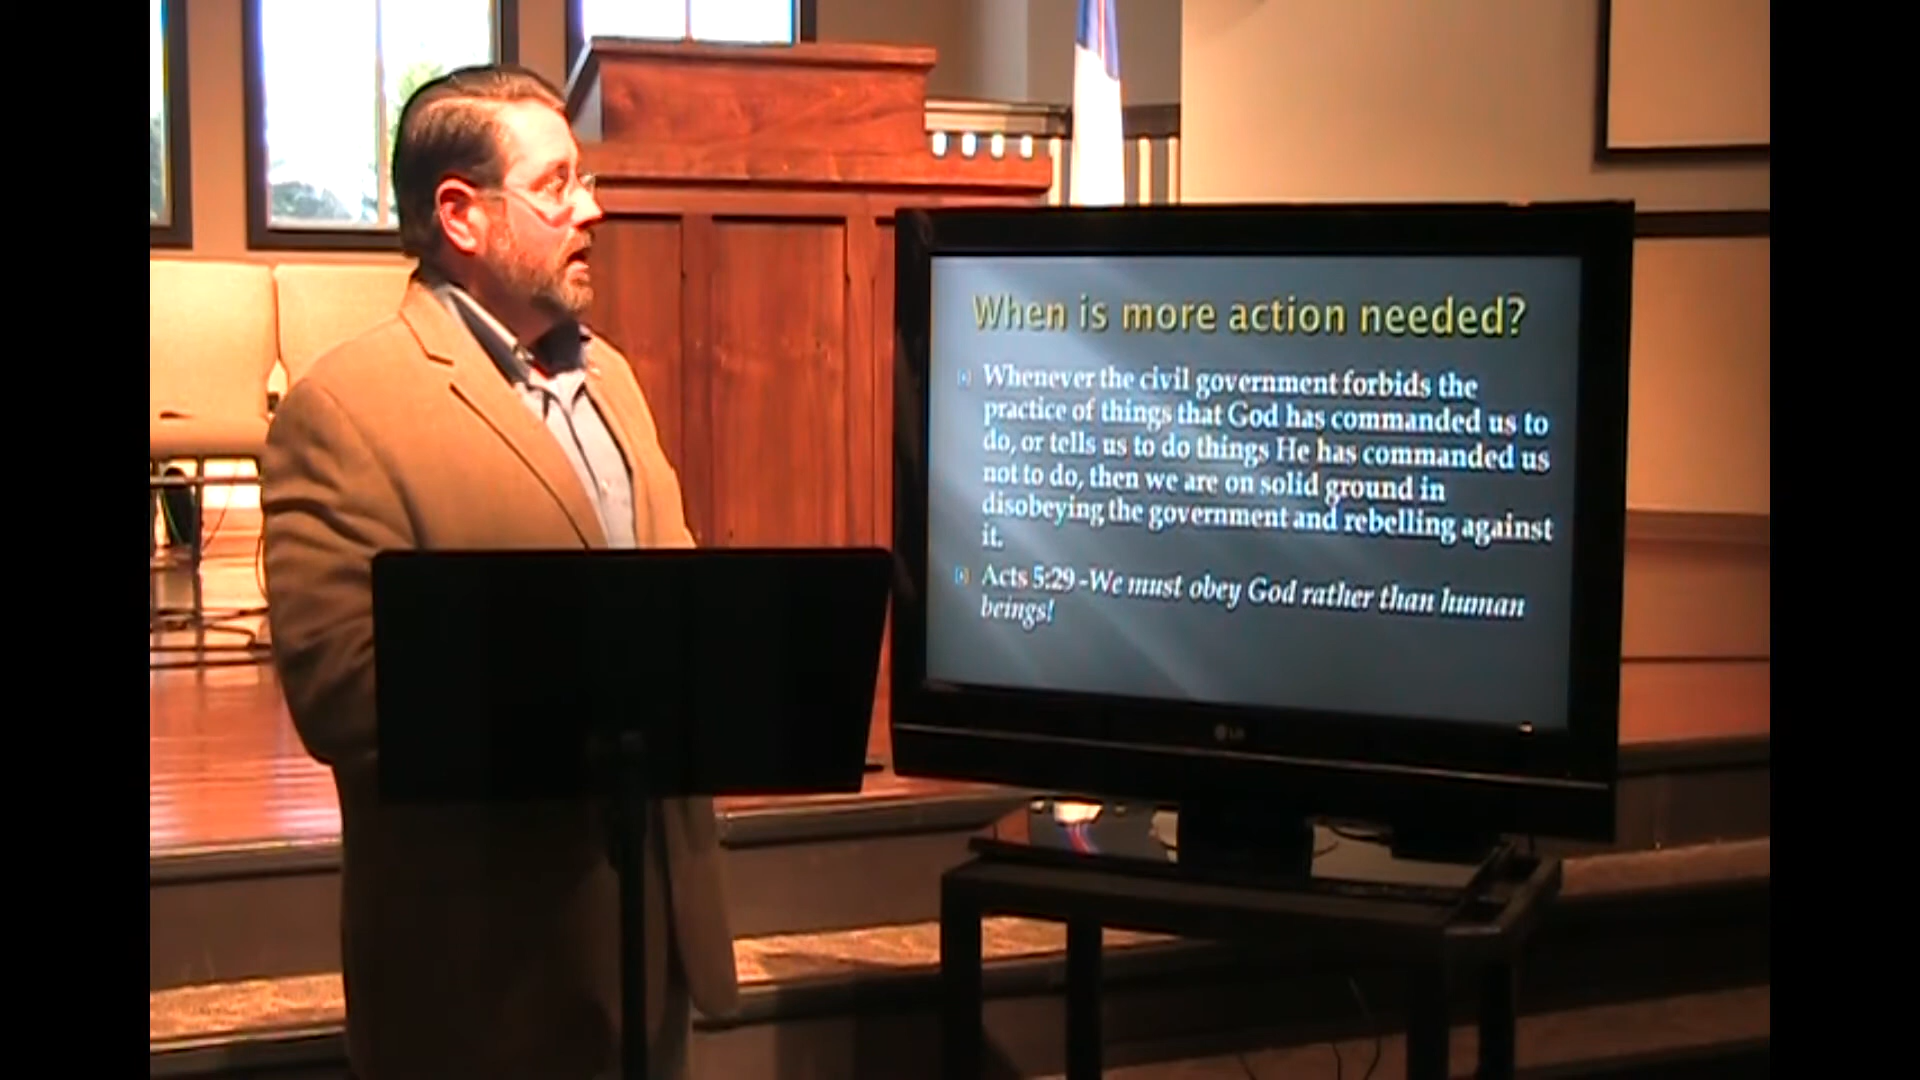 When is more action needed?
Whenever the civil government forbids the
practice of things that God has commanded us to
do, or tells us to do things He has commanded us
not to do, then we are on solid ground in
disobeying the government and rebelling against
it.
Acts 5:29 -We must obey God rather than human
beings!
LG